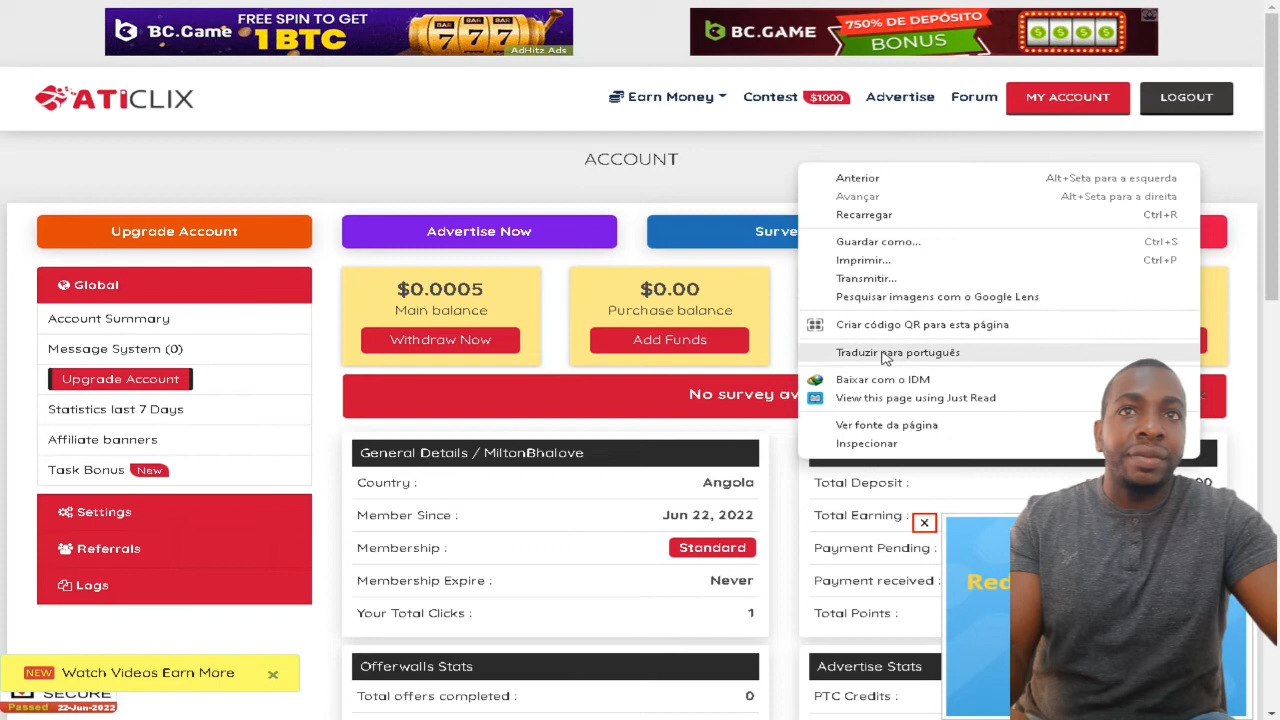 BC.GAME
FREE SPIN TO GET
1BTC
777
AdHitz Ads
BC.GAME
750% DE DEPÓSITO
BONUS
ATICLIX
Earn Money
Contest $1000
Advertise
Forum
MY ACCOUNT
LOGOUT
ACCOUNT
Upgrade Account
Advertise Now
Surve
Global
Account Summary
Message System (0)
Upgrade Account
Statistics last 7 Days
Affiliate banners
Task Bonus New
Settings
Referrals
Logs
$0.0005
Main balance
Withdraw Now
$0.00
Purchase balance
Add Funds
No survey av
General Details / MiltonBhalove
Country : Angola
Member Since : Jun 22, 2022
Membership : Standard
Membership Expire : Never
Your Total Clicks : 1
Total Deposit :
Total Earning :
Payment Pending :
Payment received :
Total Points :
Offerwalls Stats
Total offers completed : 0
Advertise Stats
PTC Credits :
Anterior Alt+Seta para a esquerda
Avançar Alt+Seta para a direita
Recarregar Ctrl+R
Guardar como... Ctrl+S
Imprimir... Ctrl+P
Transmitir...
Pesquisar imagens com o Google Lens
Criar código QR para esta página
Traduzir para português
Baixar com o IDM
View this page using Just Read
Ver fonte da página
Inspecionar
NEW Watch Videos Earn More
SECURE
Passed 22-Jun-2022